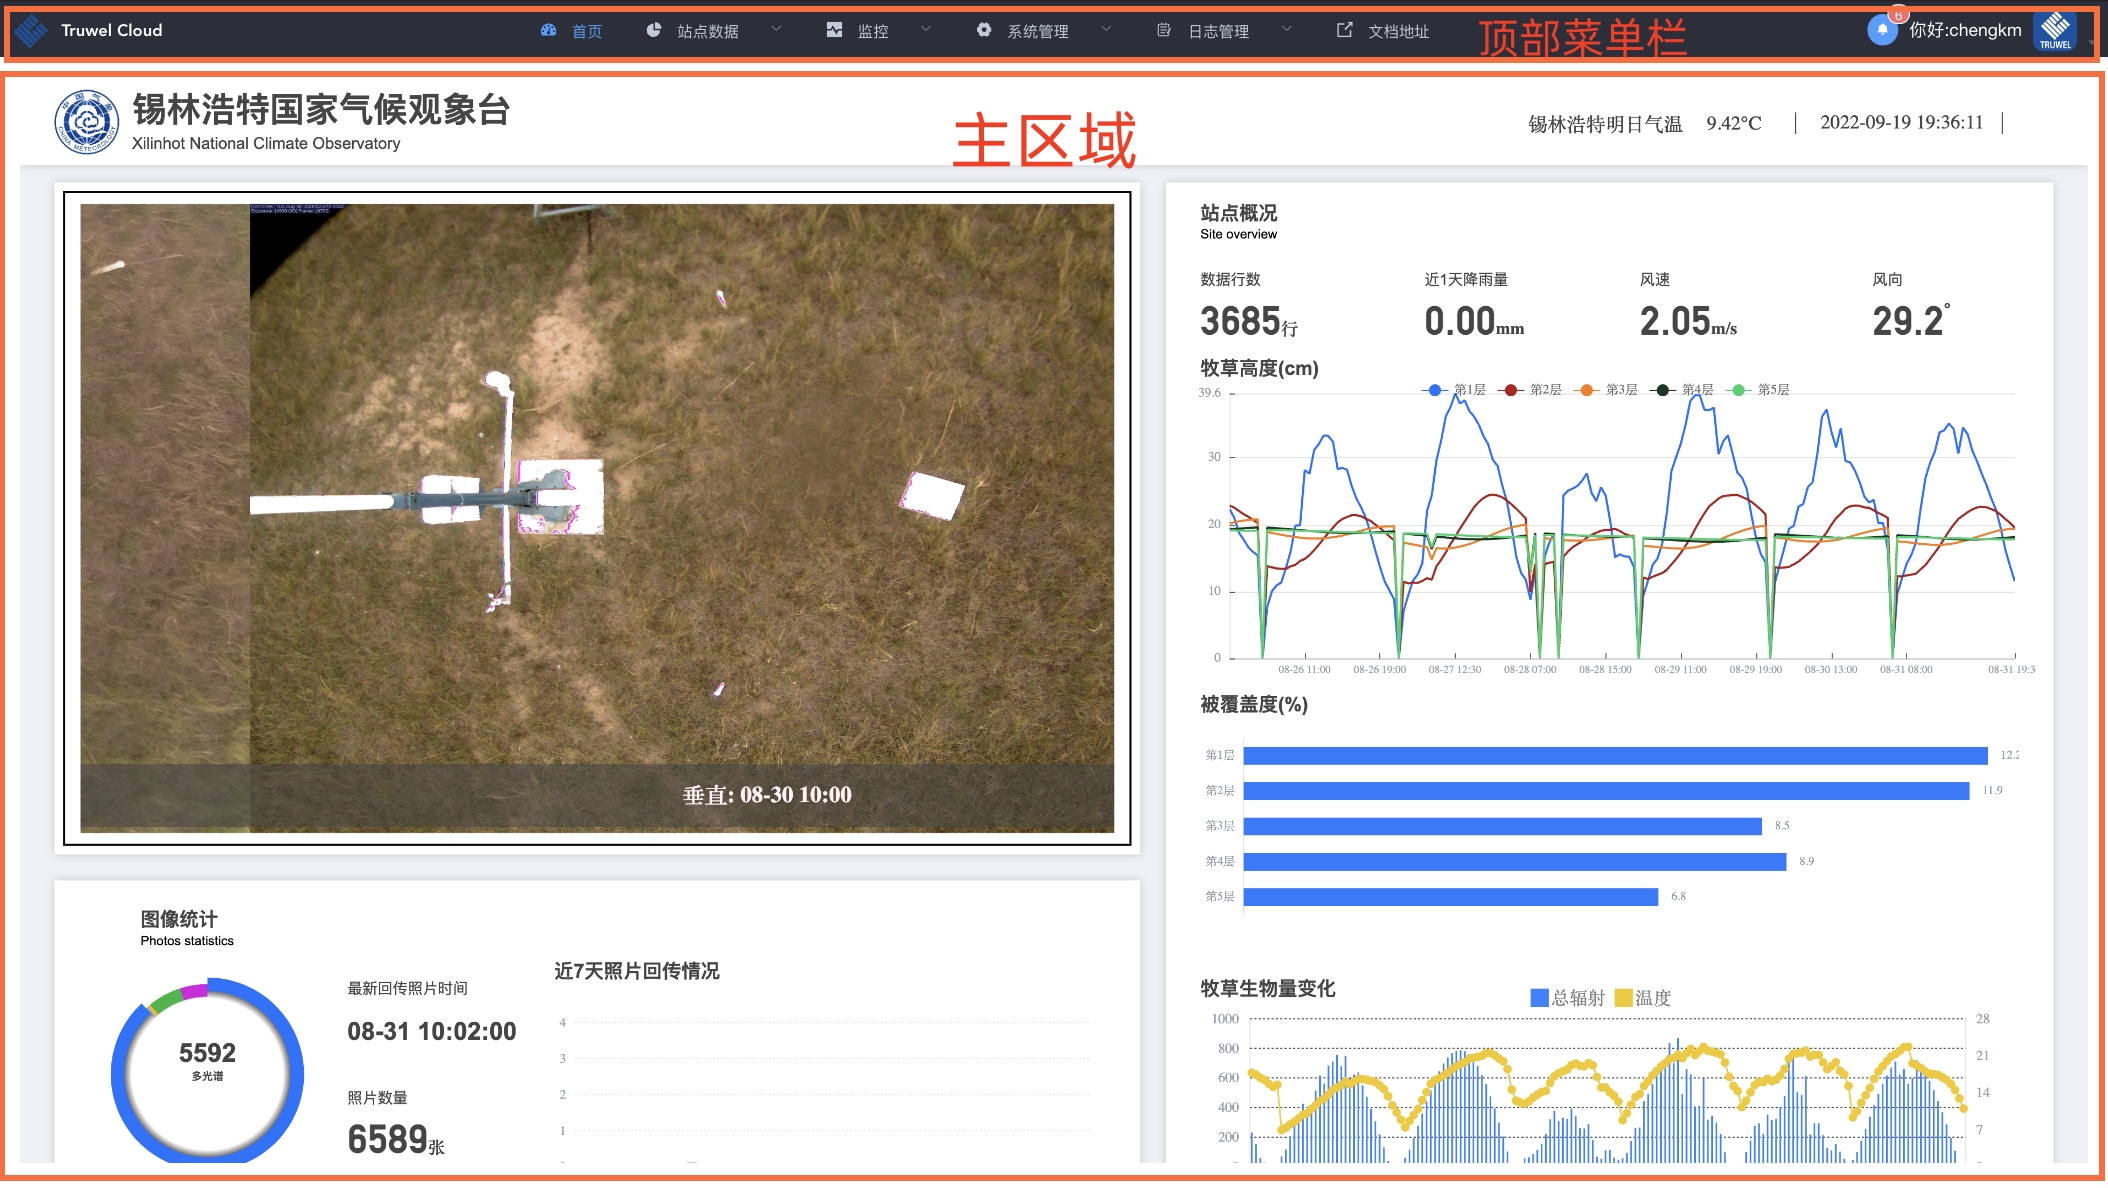 Truwel Cloud
首页
站点数据
监控
系统管理
日志管理
文档地址
顶部菜单栏
6
你好:chengkm
TRUWEL
锡林浩特国家气候观象台
Xilinhot National Climate Observatory
主区域
锡林浩特明日气温 9.42°C
2022-09-19 19:36:11
垂直: 08-30 10:00
站点概况
Site overview
数据行数
3685行
近1天降雨量
0.00mm
风速
2.05m/s
风向
29.2°
牧草高度(cm)
第1层 第2层 第3层 第4层 第5层
39.6
30
20
10
0
08-26 11:00 08-26 19:00 08-27 12:30 08-28 07:00 08-28 15:00 08-29 11:00 08-29 19:00 08-30 13:00 08-31 08:00 08-31 19:3
被覆盖度(%)
第1层 12.2
第2层 11.9
第3层 8.5
第4层 8.9
第5层 6.8
图像统计
Photos statistics
5592
多光谱
最新回传照片时间
08-31 10:02:00
照片数量
6589张
近7天照片回传情况
4
3
2
1
牧草生物量变化
总辐射 温度
1000 28
800 21
600 14
400 7
200